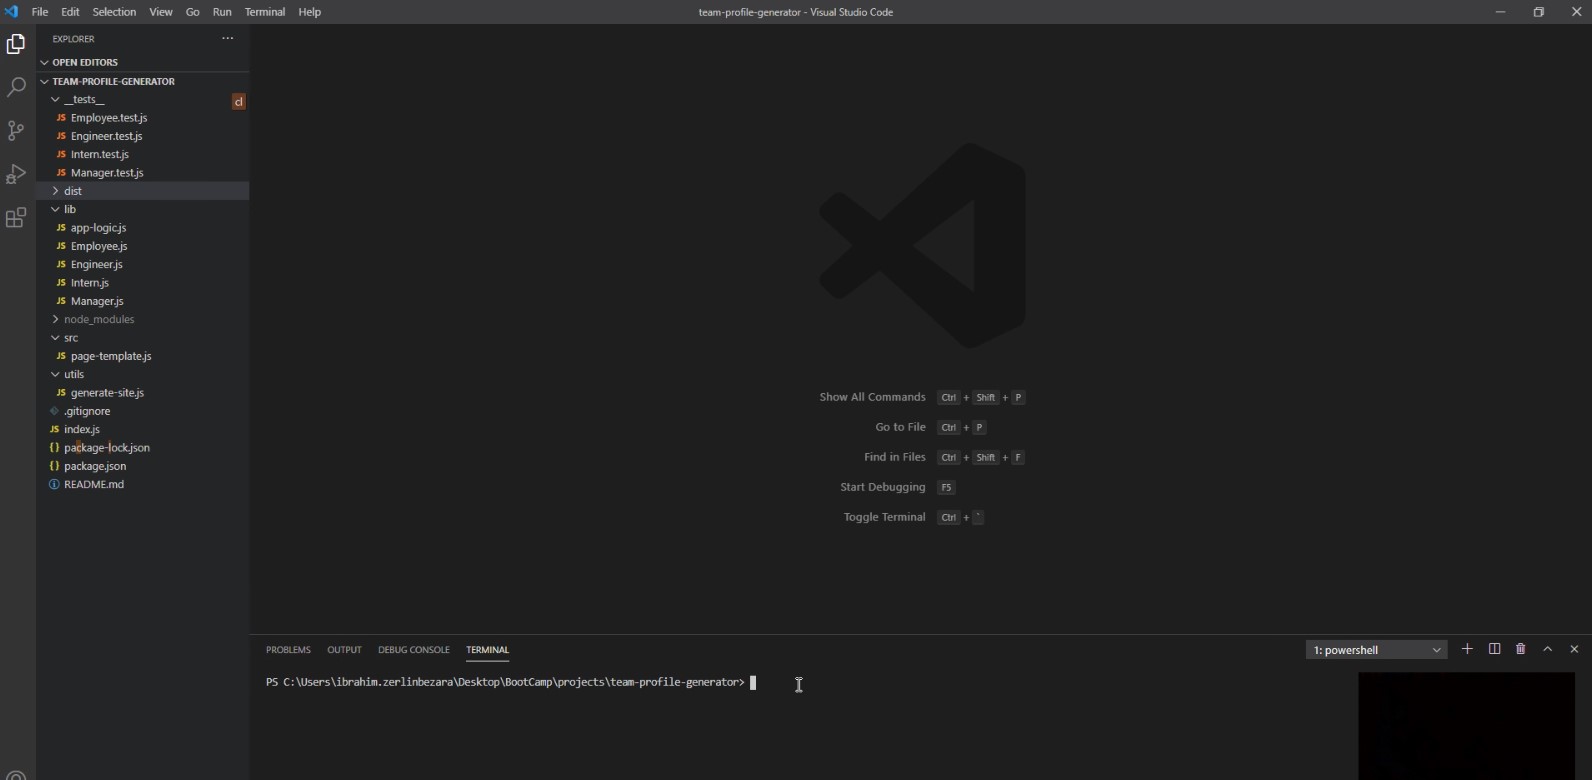 File Edit Selection View Go Run Terminal Help
team-profile-generator - Visual Studio Code
EXPLORER ...
OPEN EDITORS
TEAM-PROFILE-GENERATOR
__tests__
cl
JS Employee.test.js
JS Engineer.test.js
JS Intern.test.js
JS Manager.test.js
dist
lib
JS app-logic.js
JS Employee.js
JS Engineer.js
JS Intern.js
JS Manager.js
node_modules
src
JS page-template.js
utils
JS generate-site.js
.gitignore
JS index.js
{} package-lock.json
{} package.json
README.md
Show All Commands Ctrl + Shift + P
Go to File Ctrl + P
Find in Files Ctrl + Shift + F
Start Debugging F5
Toggle Terminal Ctrl + `
PROBLEMS OUTPUT DEBUG CONSOLE TERMINAL
1: powershell
PS C:\Users\ibrahim.zerlinbezara\Desktop\BootCamp\projects\team-profile-generator>